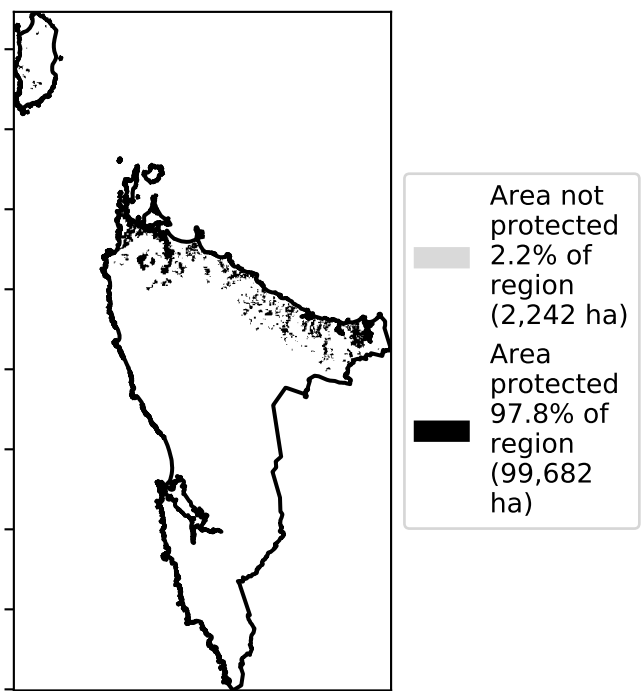 Area not
protected
2.2% of
region
(2,242 ha)
Area
protected
97.8% of
region
(99,682
ha)